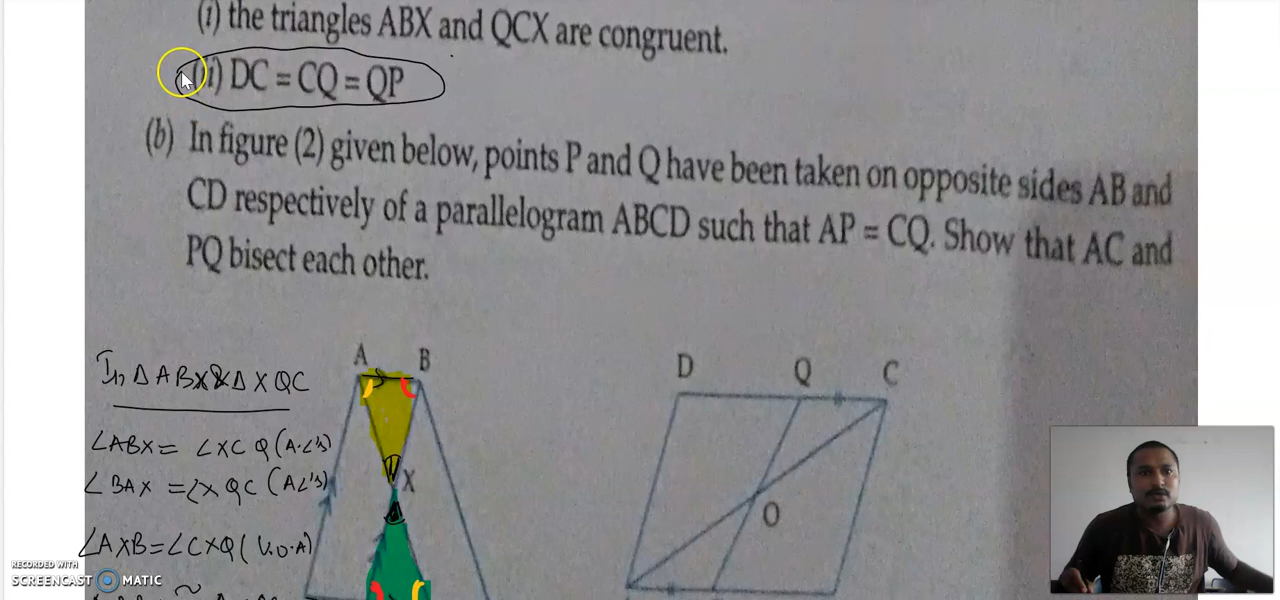 (i) the triangles ABX and QCX are congruent.
(ii) DC = CQ = QP
(b) In figure (2) given below, points P and Q have been taken on opposite sides AB and
CD respectively of a parallelogram ABCD such that AP = CQ. Show that AC and
PQ bisect each other.
In Δ ABX & Δ XQC
∠ABX = ∠XCQ (A.∠'s)
∠BAX = ∠XQC (A∠'s)
∠AXB = ∠CXQ (V.O.A)
A B
X
D Q C
O
RECORDED WITH
SCREENCAST MATIC